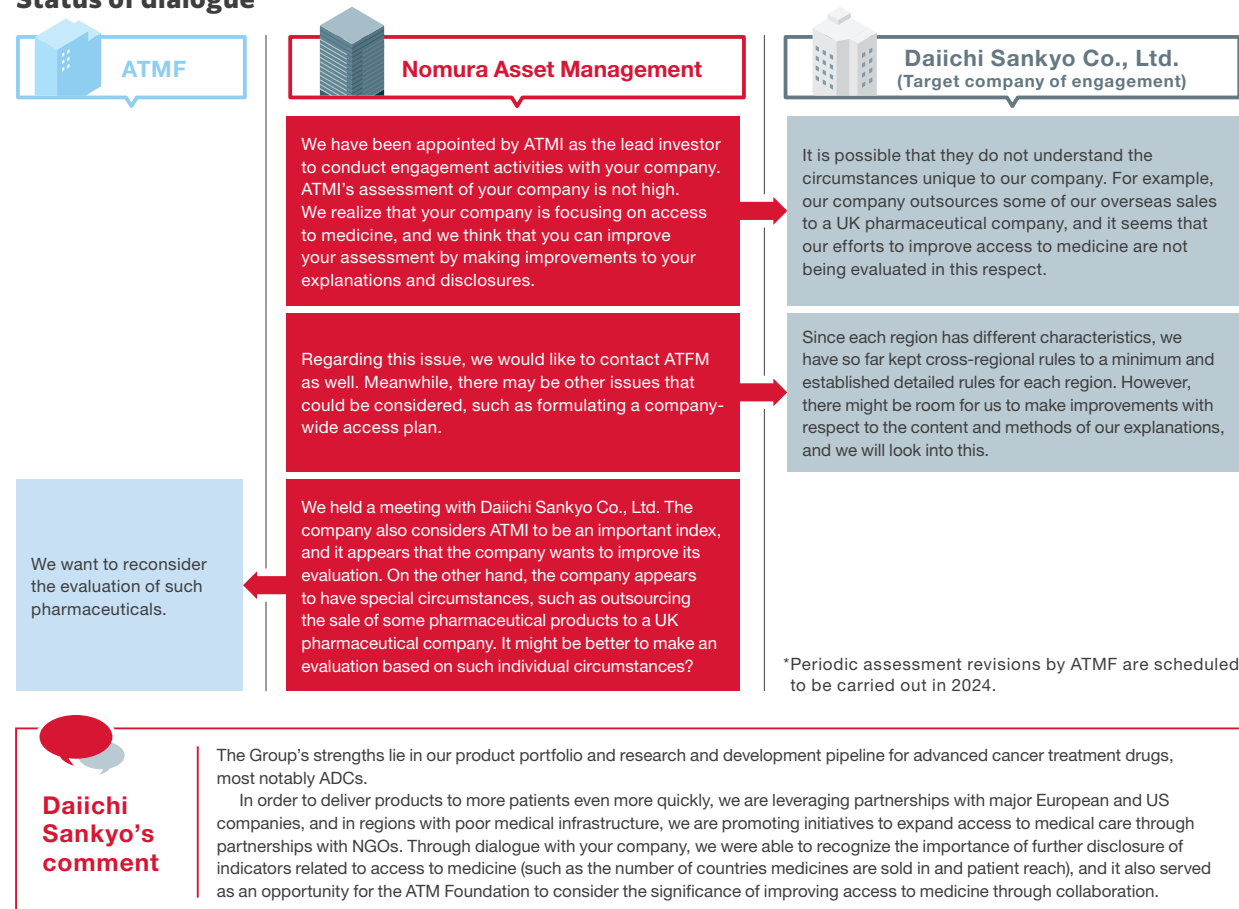 Status of dialogue
ATMF
Nomura Asset Management
Daiichi Sankyo Co., Ltd.
(Target company of engagement)
We have been appointed by ATMI as the lead investor
to conduct engagement activities with your company.
ATMI’s assessment of your company is not high.
We realize that your company is focusing on access
to medicine, and we think that you can improve
your assessment by making improvements to your
explanations and disclosures.
It is possible that they do not understand the
circumstances unique to our company. For example,
our company outsources some of our overseas sales
to a UK pharmaceutical company, and it seems that
our efforts to improve access to medicine are not
being evaluated in this respect.
Regarding this issue, we would like to contact ATFM
as well. Meanwhile, there may be other issues that
could be considered, such as formulating a company-
wide access plan.
Since each region has different characteristics, we
have so far kept cross-regional rules to a minimum and
established detailed rules for each region. However,
there might be room for us to make improvements with
respect to the content and methods of our explanations,
and we will look into this.
We held a meeting with Daiichi Sankyo Co., Ltd. The
company also considers ATMI to be an important index,
and it appears that the company wants to improve its
evaluation. On the other hand, the company appears
to have special circumstances, such as outsourcing
the sale of some pharmaceutical products to a UK
pharmaceutical company. It might be better to make an
evaluation based on such individual circumstances?
We want to reconsider
the evaluation of such
pharmaceuticals.
*Periodic assessment revisions by ATMF are scheduled
to be carried out in 2024.
Daiichi
Sankyo’s
comment
The Group’s strengths lie in our product portfolio and research and development pipeline for advanced cancer treatment drugs,
most notably ADCs.
In order to deliver products to more patients even more quickly, we are leveraging partnerships with major European and US
companies, and in regions with poor medical infrastructure, we are promoting initiatives to expand access to medical care through
partnerships with NGOs. Through dialogue with your company, we were able to recognize the importance of further disclosure of
indicators related to access to medicine (such as the number of countries medicines are sold in and patient reach), and it also served
as an opportunity for the ATM Foundation to consider the significance of improving access to medicine through collaboration.